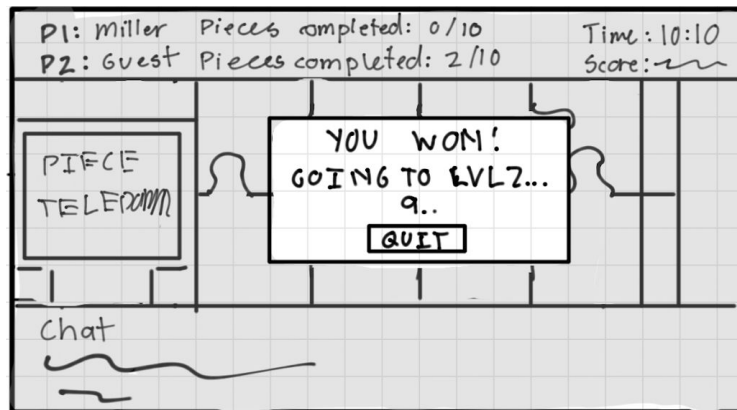 P1: Miller Pieces completed: 0/10 Time: 10:10
P2: Guest Pieces completed: 2/10 Score:
YOU WON!
GOING TO LVL2...
9..
QUIT
PIECE
Chat